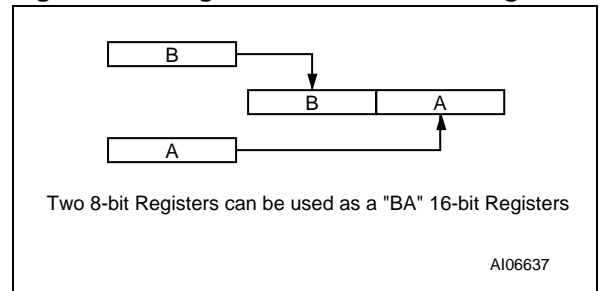 B
B A
A
Two 8-bit Registers can be used as a "BA" 16-bit Registers
AI06637